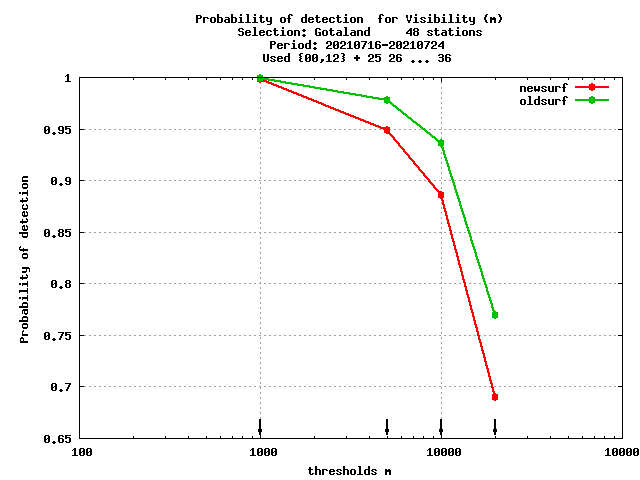 Probability of detection  for Visibility (m)
Selection: Gotaland     48 stations
Period: 20210716-20210724
Used {00,12} + 25 26 ... 36
newsurf
oldsurf
1
0.95
0.9
0.85
0.8
0.75
0.7
0.65
Probability of detection
100
1000
10000
100000
thresholds m